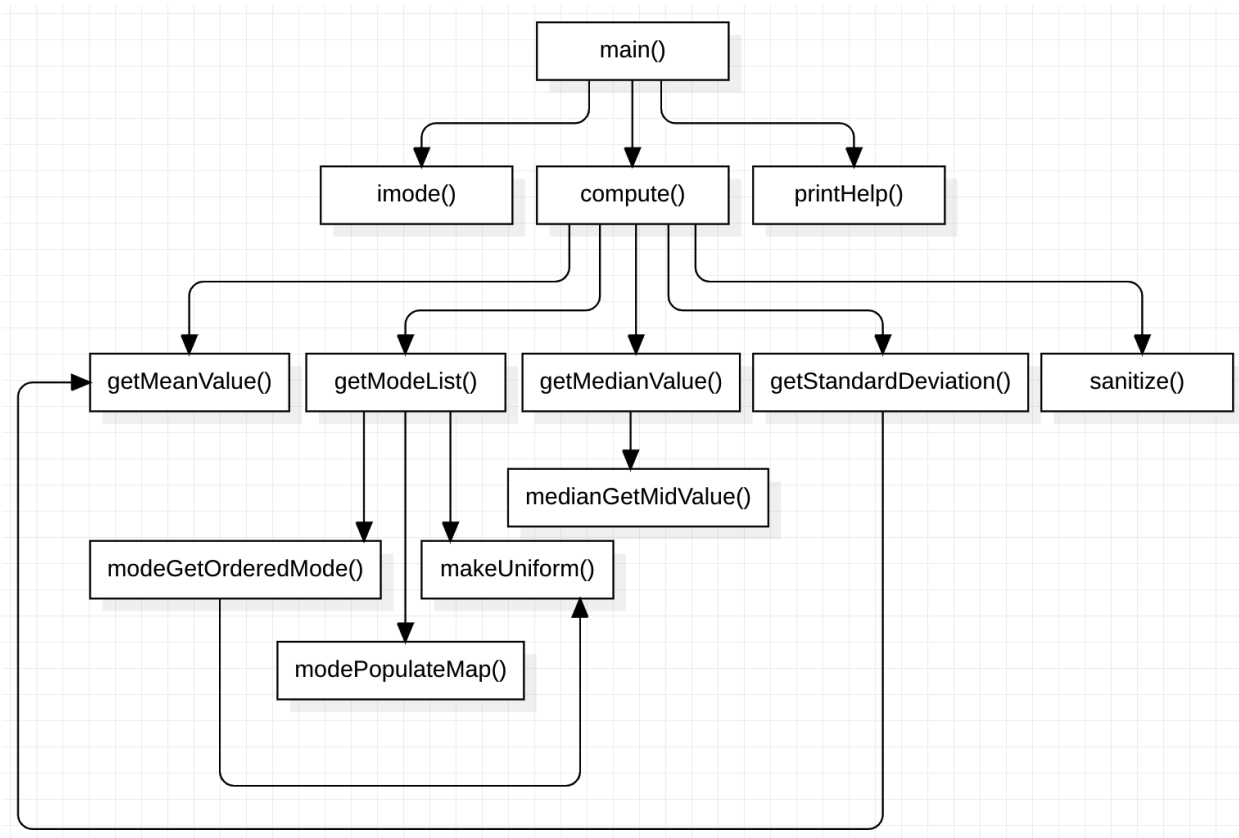 main()
imode()
compute()
printHelp()
getMeanValue()
getModeList()
getMedianValue()
getStandardDeviation()
sanitize()
medianGetMidValue()
modeGetOrderedMode()
makeUniform()
modePopulateMap()